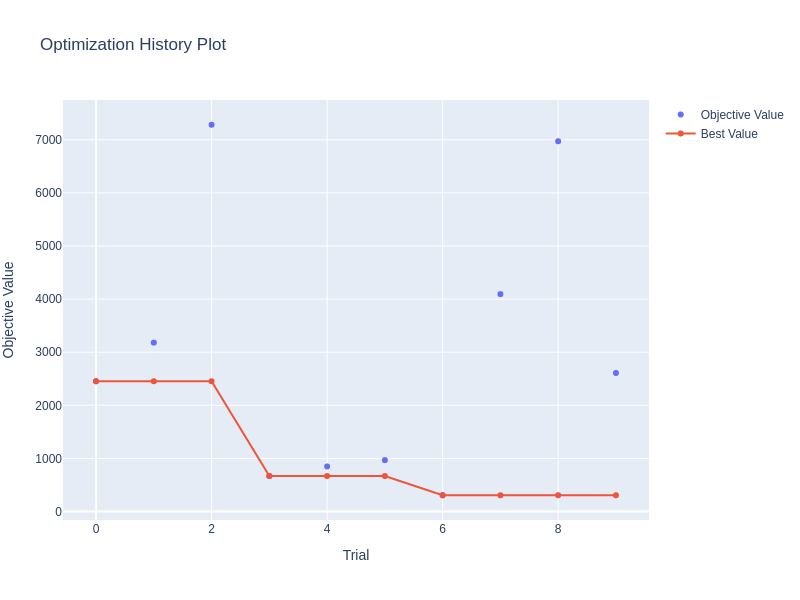 Optimization History Plot
Objective Value
Best Value
7000
6000
5000
4000
3000
2000
1000
0
Objective Value
0 2 4 6 8
Trial